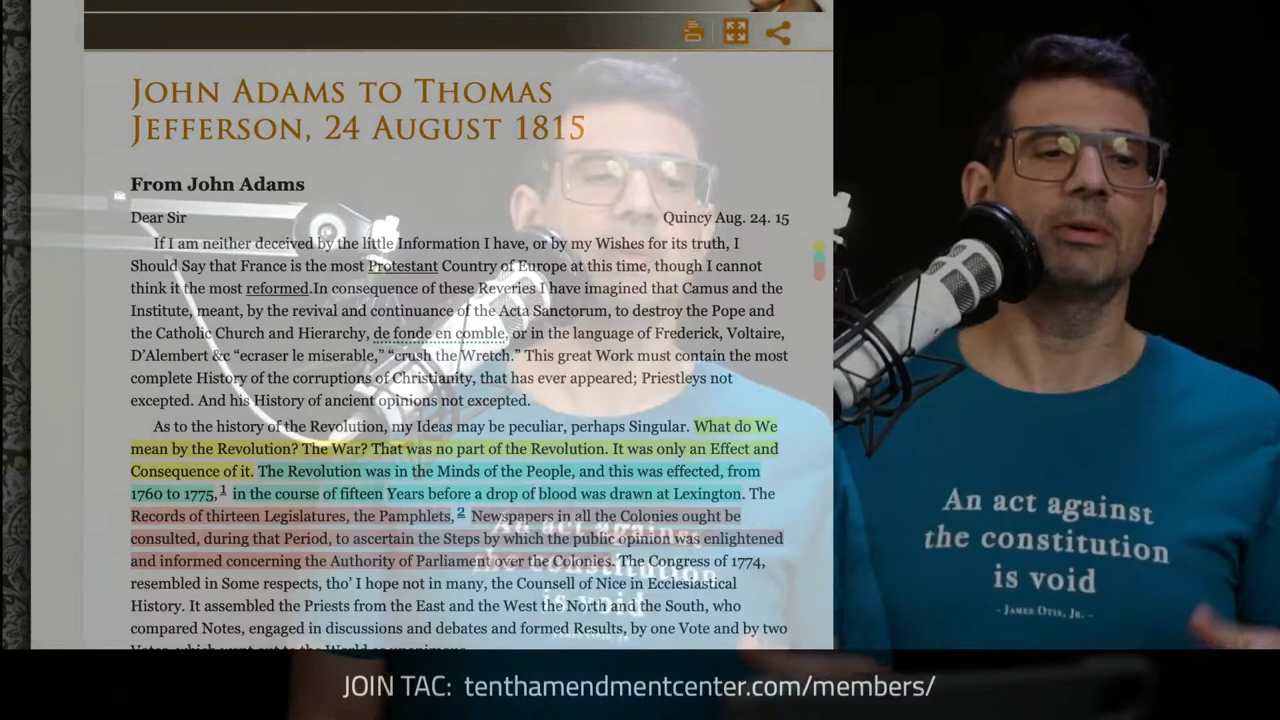 JOHN ADAMS TO THOMAS
JEFFERSON, 24 AUGUST 1815
From John Adams
Dear Sir
Quincy Aug. 24. 15
If I am neither deceived by the little Information I have, or by my Wishes for its truth, I
Should Say that France is the most Protestant Country of Europe at this time, though I cannot
think it the most reformed.In consequence of these Reveries I have imagined that Camus and the
Institute, meant, by the revival and continuance of the Acta Sanctorum, to destroy the Pope and
the Catholic Church and Hierarchy, de fonde en comble, or in the language of Frederick, Voltaire,
D’Alembert &c “ecraser le miserable,” “crush the Wretch.” This great Work must contain the most
complete History of the corruptions of Christianity, that has ever appeared; Priestleys not
excepted. And his History of ancient opinions not excepted.
As to the history of the Revolution, my Ideas may be peculiar, perhaps Singular. What do We
mean by the Revolution? The War? That was no part of the Revolution. It was only an Effect and
Consequence of it. The Revolution was in the Minds of the People, and this was effected, from
1760 to 1775,1 in the course of fifteen Years before a drop of blood was drawn at Lexington. The
Records of thirteen Legislatures, the Pamphlets,2 Newspapers in all the Colonies ought be
consulted, during that Period, to ascertain the Steps by which the public opinion was enlightened
and informed concerning the Authority of Parliament over the Colonies. The Congress of 1774,
resembled in Some respects, tho’ I hope not in many, the Counsell of Nice in Ecclesiastical
History. It assembled the Priests from the East and the West the North and the South, who
compared Notes, engaged in discussions and debates and formed Results, by one Vote and by two
An act against
the constitution
is void
- James Otis, Jr. -
An act against
the constitution
is void
James Otis, Jr.
JOIN TAC: tenthamendmentcenter.com/members/